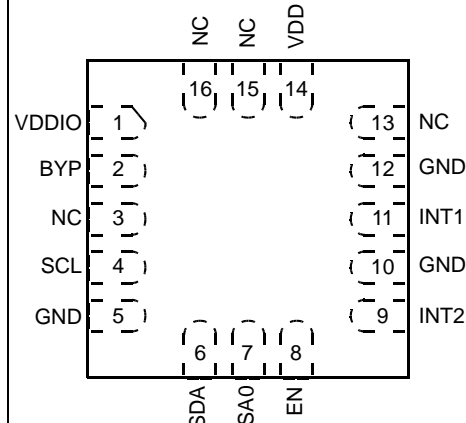 NC NC VDD
16 15 14
VDDIO 1 13 NC
BYP 2 12 GND
NC 3 11 INT1
SCL 4 10 GND
GND 5 9 INT2
6 7 8
SDA SA0 EN